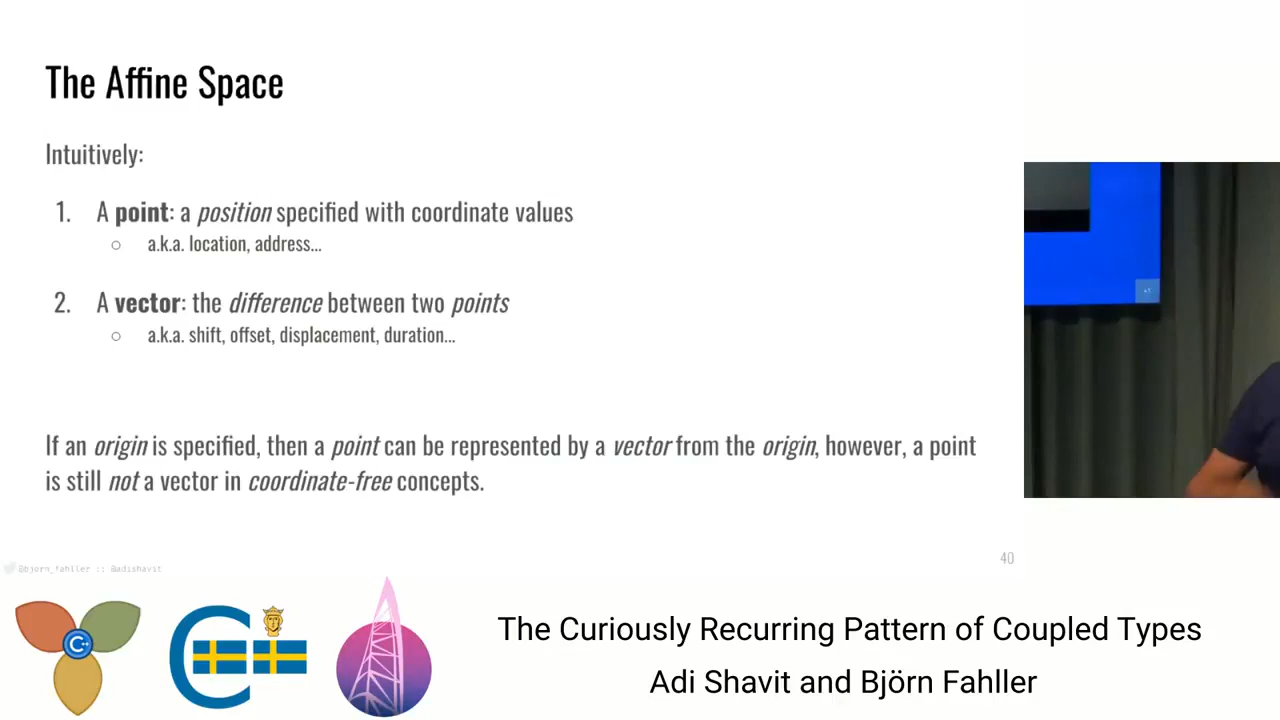 The Affine Space
Intuitively:
1. A point: a position specified with coordinate values
○ a.k.a. location, address...
2. A vector: the difference between two points
○ a.k.a. shift, offset, displacement, duration...
If an origin is specified, then a point can be represented by a vector from the origin, however, a point
is still not a vector in coordinate-free concepts.
40
@bjorn_fahller :: @adishavit
The Curiously Recurring Pattern of Coupled Types
Adi Shavit and Björn Fahller